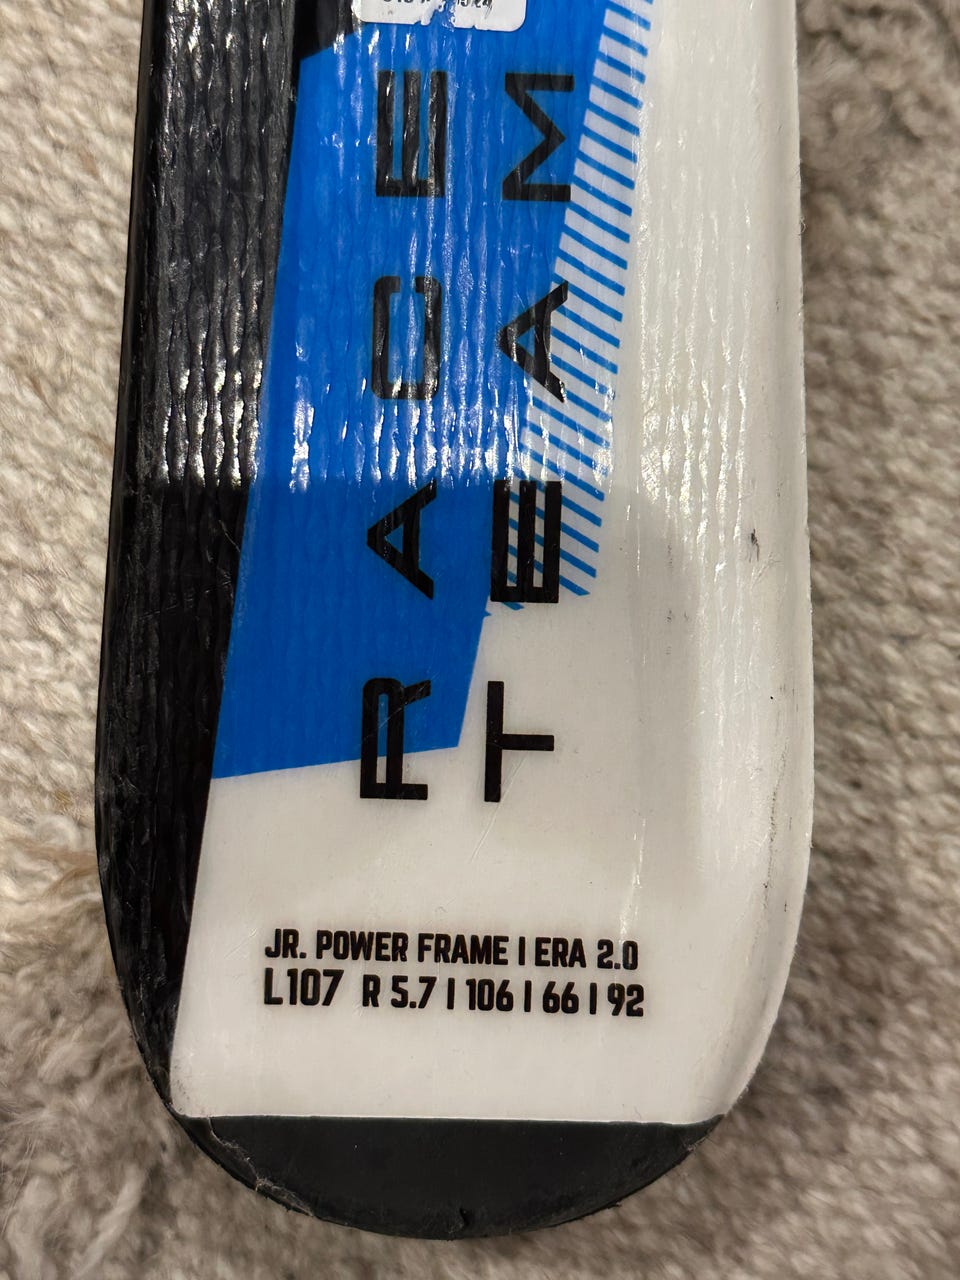 RACE
TEAM
JR. POWER FRAME | ERA 2.0
L107 R 5.7 | 106 | 66 | 92